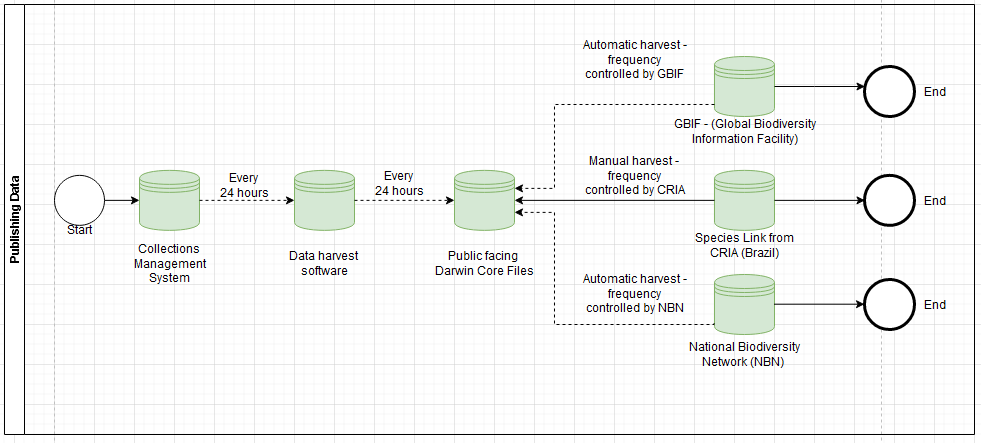 Publishing Data
Start
Collections
Management
System
Every
24 hours
Data harvest
software
Every
24 hours
Public facing
Darwin Core Files
Automatic harvest -
frequency
controlled by GBIF
GBIF - (Global Biodiversity
Information Facility)
End
Manual harvest -
frequency
controlled by CRIA
Species Link from
CRIA (Brazil)
End
Automatic harvest -
frequency
controlled by NBN
National Biodiversity
Network (NBN)
End